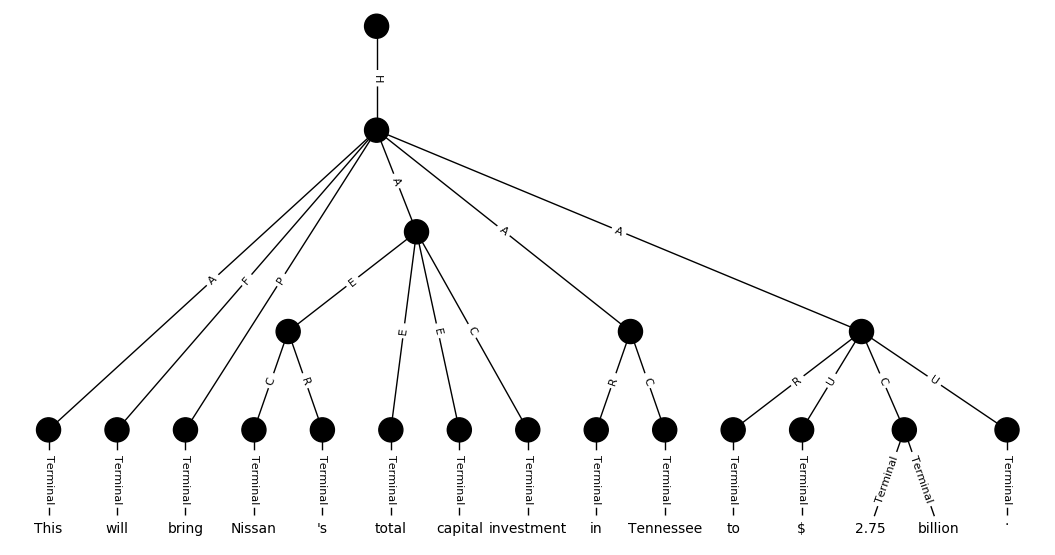 H
A
A
A
A
F
P
E
E
E
C
C
R
R
C
R
U
C
U
Terminal Terminal Terminal Terminal Terminal Terminal Terminal Terminal Terminal Terminal Terminal Terminal Terminal Terminal Terminal
This will bring Nissan 's total capital investment in Tennessee to $ 2.75 billion .